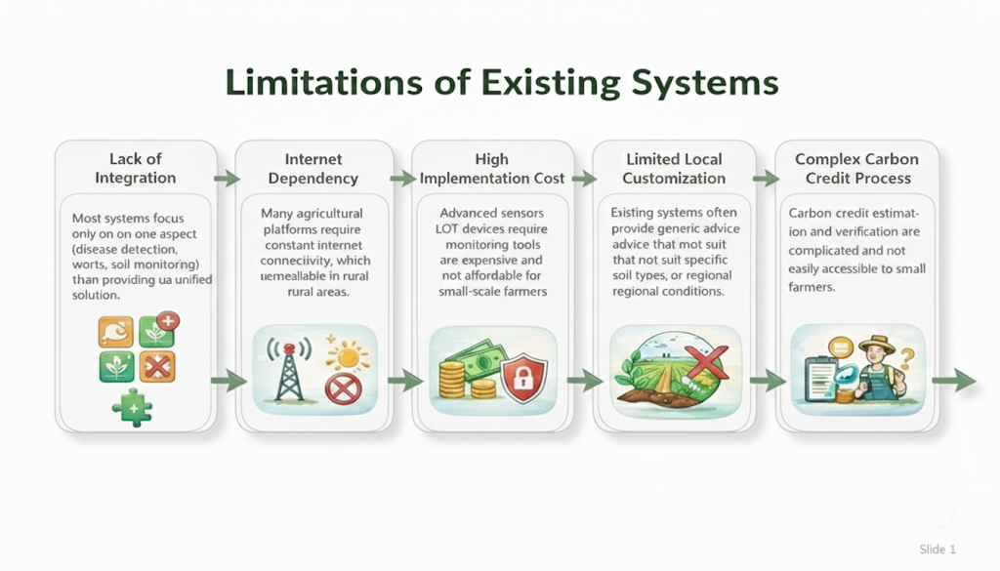 Limitations of Existing Systems
Lack of
Integration
Most systems focus
only on on one aspect
(disease detection,
worts, soil monitoring)
than providing ua unified
solution.
Internet
Dependency
Many agricultural
platforms require
constant internet
conneciivity, which
uemeallable in rural
rural areas.
High
Implementation Cost
Advanced sensors
LOT devices require
monitoring tools
are expensive and
not affordable for
small-scale farmers
Limited Local
Customization
Existing systems often
provide generic advice
advice that mot suit
that not suit specific
soil types, or regional
regional conditions.
Complex Carbon
Credit Process
Carbon credit estimat-
ion and verification are
complicated and not
easily accessible to small
farmers.
Slide 1